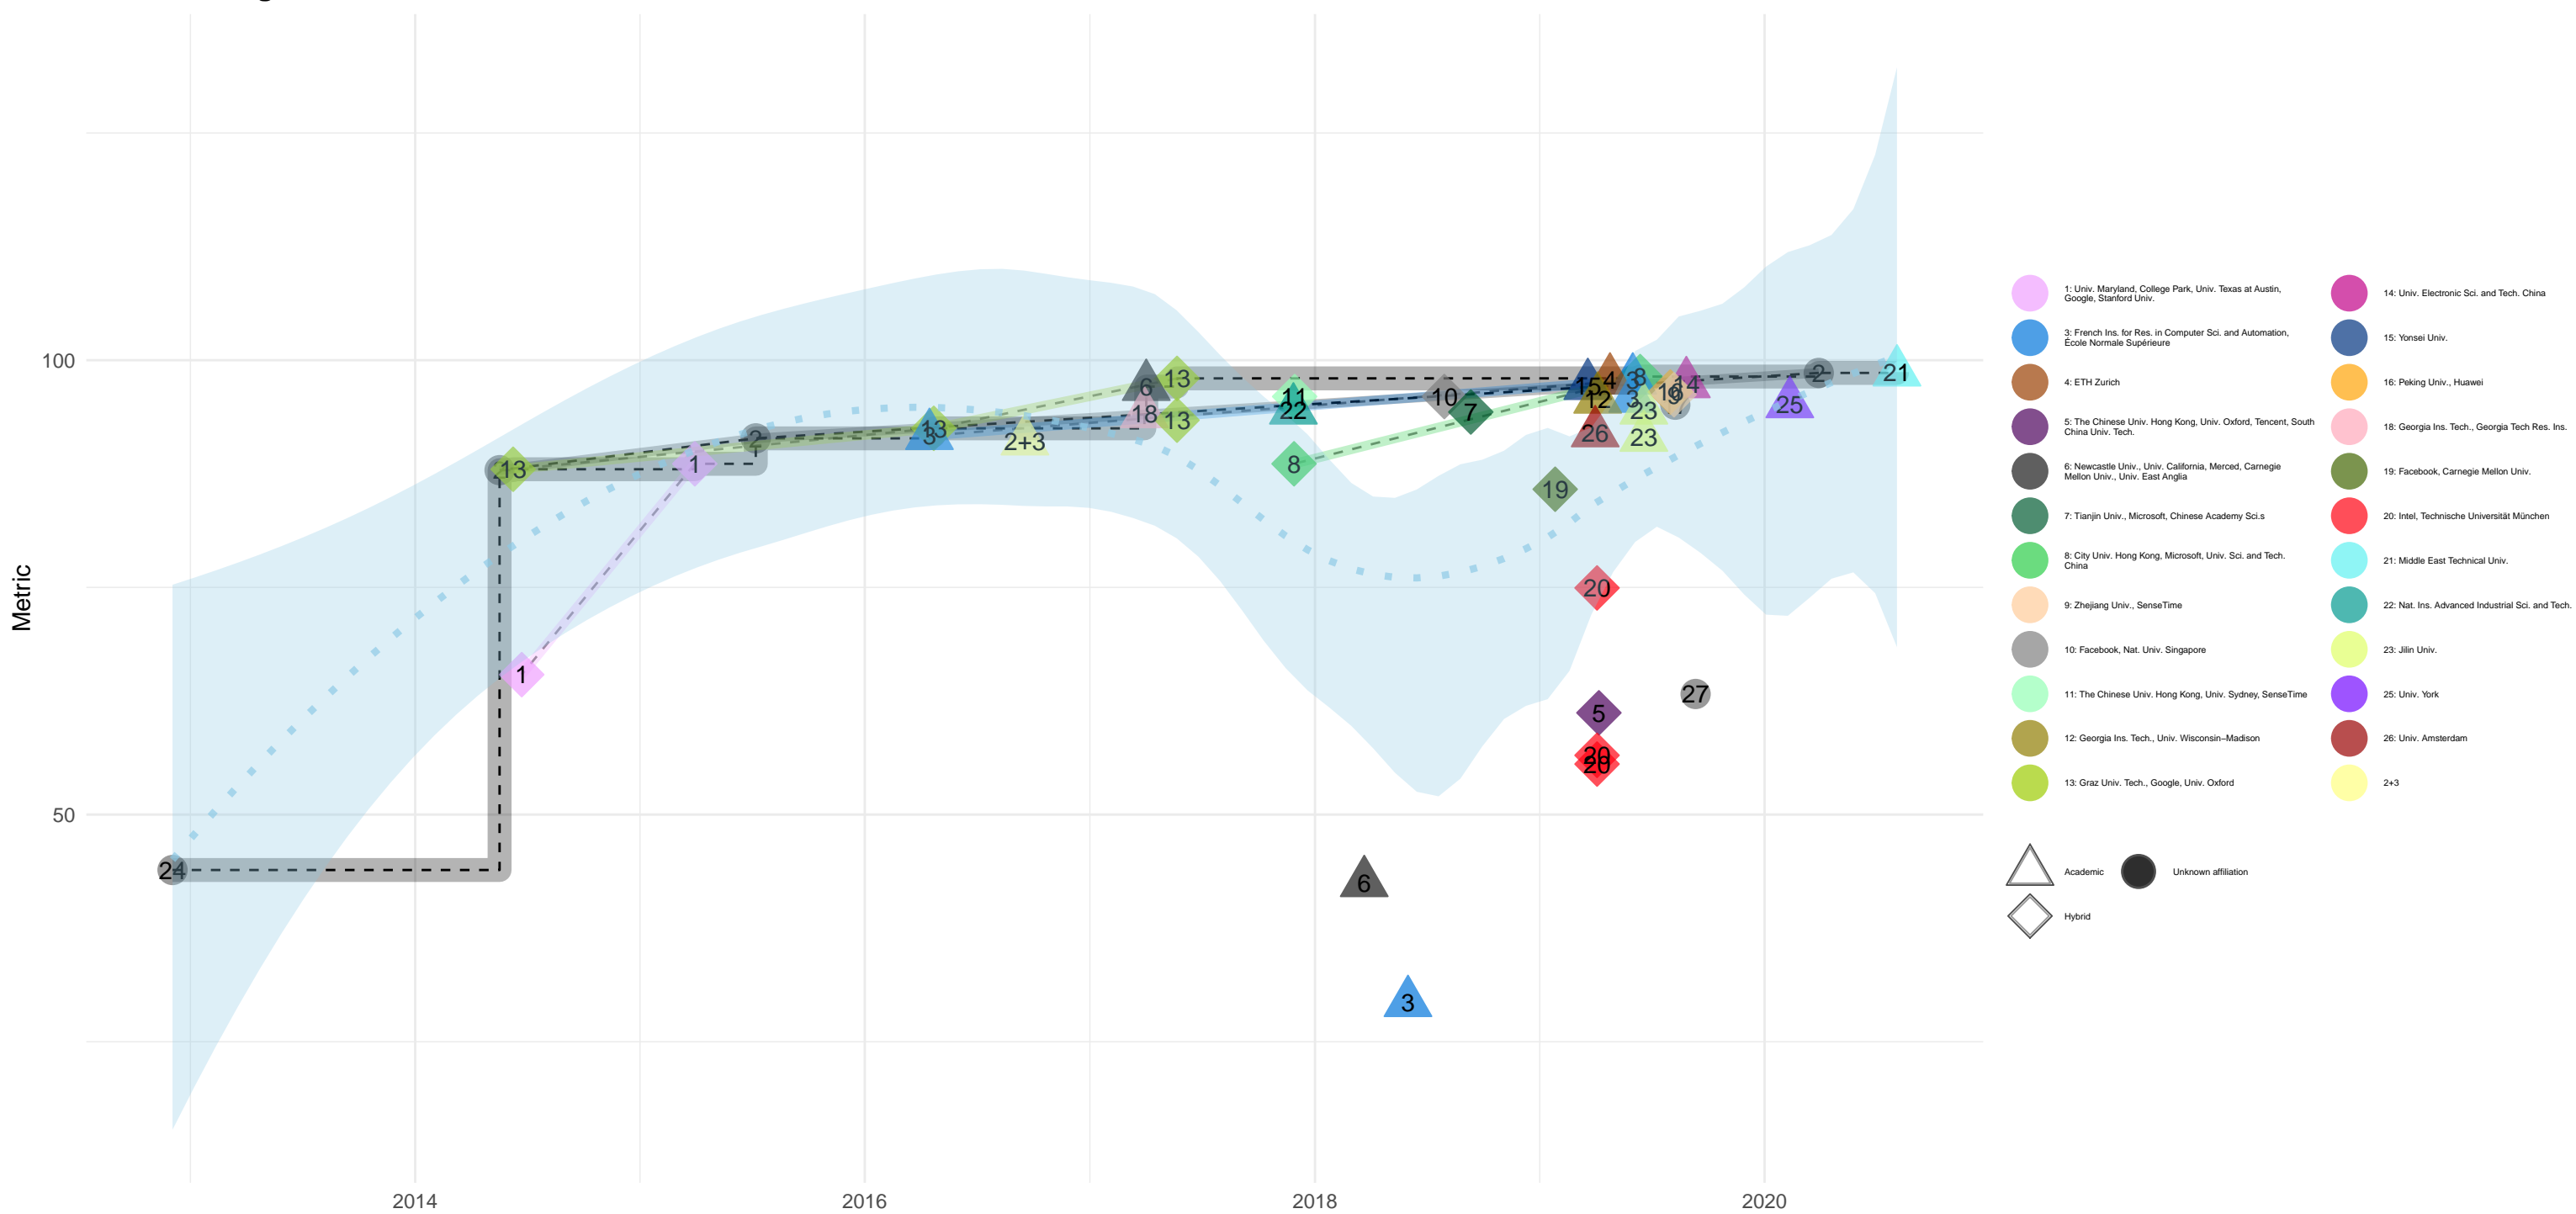 100
50
Metric
2014
2016
2018
2020
24
13
1
1
2
3
13
2+3
6
18
13
13
11
22
8
10
7
6
3
19
20
5
20
20
15
4
12
26
3
3
8
23
23
16
9
14
27
25
2
21
1: Univ. Maryland, College Park, Univ. Texas at Austin,
Google, Stanford Univ.
3: French Ins. for Res. in Computer Sci. and Automation,
École Normale Supérieure
4: ETH Zurich
5: The Chinese Univ. Hong Kong, Univ. Oxford, Tencent, South
China Univ. Tech.
6: Newcastle Univ., Univ. California, Merced, Carnegie
Mellon Univ., Univ. East Anglia
7: Tianjin Univ., Microsoft, Chinese Academy Sci.s
8: City Univ. Hong Kong, Microsoft, Univ. Sci. and Tech.
China
9: Zhejiang Univ., SenseTime
10: Facebook, Nat. Univ. Singapore
11: The Chinese Univ. Hong Kong, Univ. Sydney, SenseTime
12: Georgia Ins. Tech., Univ. Wisconsin–Madison
13: Graz Univ. Tech., Google, Univ. Oxford
14: Univ. Electronic Sci. and Tech. China
15: Yonsei Univ.
16: Peking Univ., Huawei
18: Georgia Ins. Tech., Georgia Tech Res. Ins.
19: Facebook, Carnegie Mellon Univ.
20: Intel, Technische Universität München
21: Middle East Technical Univ.
22: Nat. Ins. Advanced Industrial Sci. and Tech.
23: Jilin Univ.
25: Univ. York
26: Univ. Amsterdam
2+3
Academic
Unknown affiliation
Hybrid